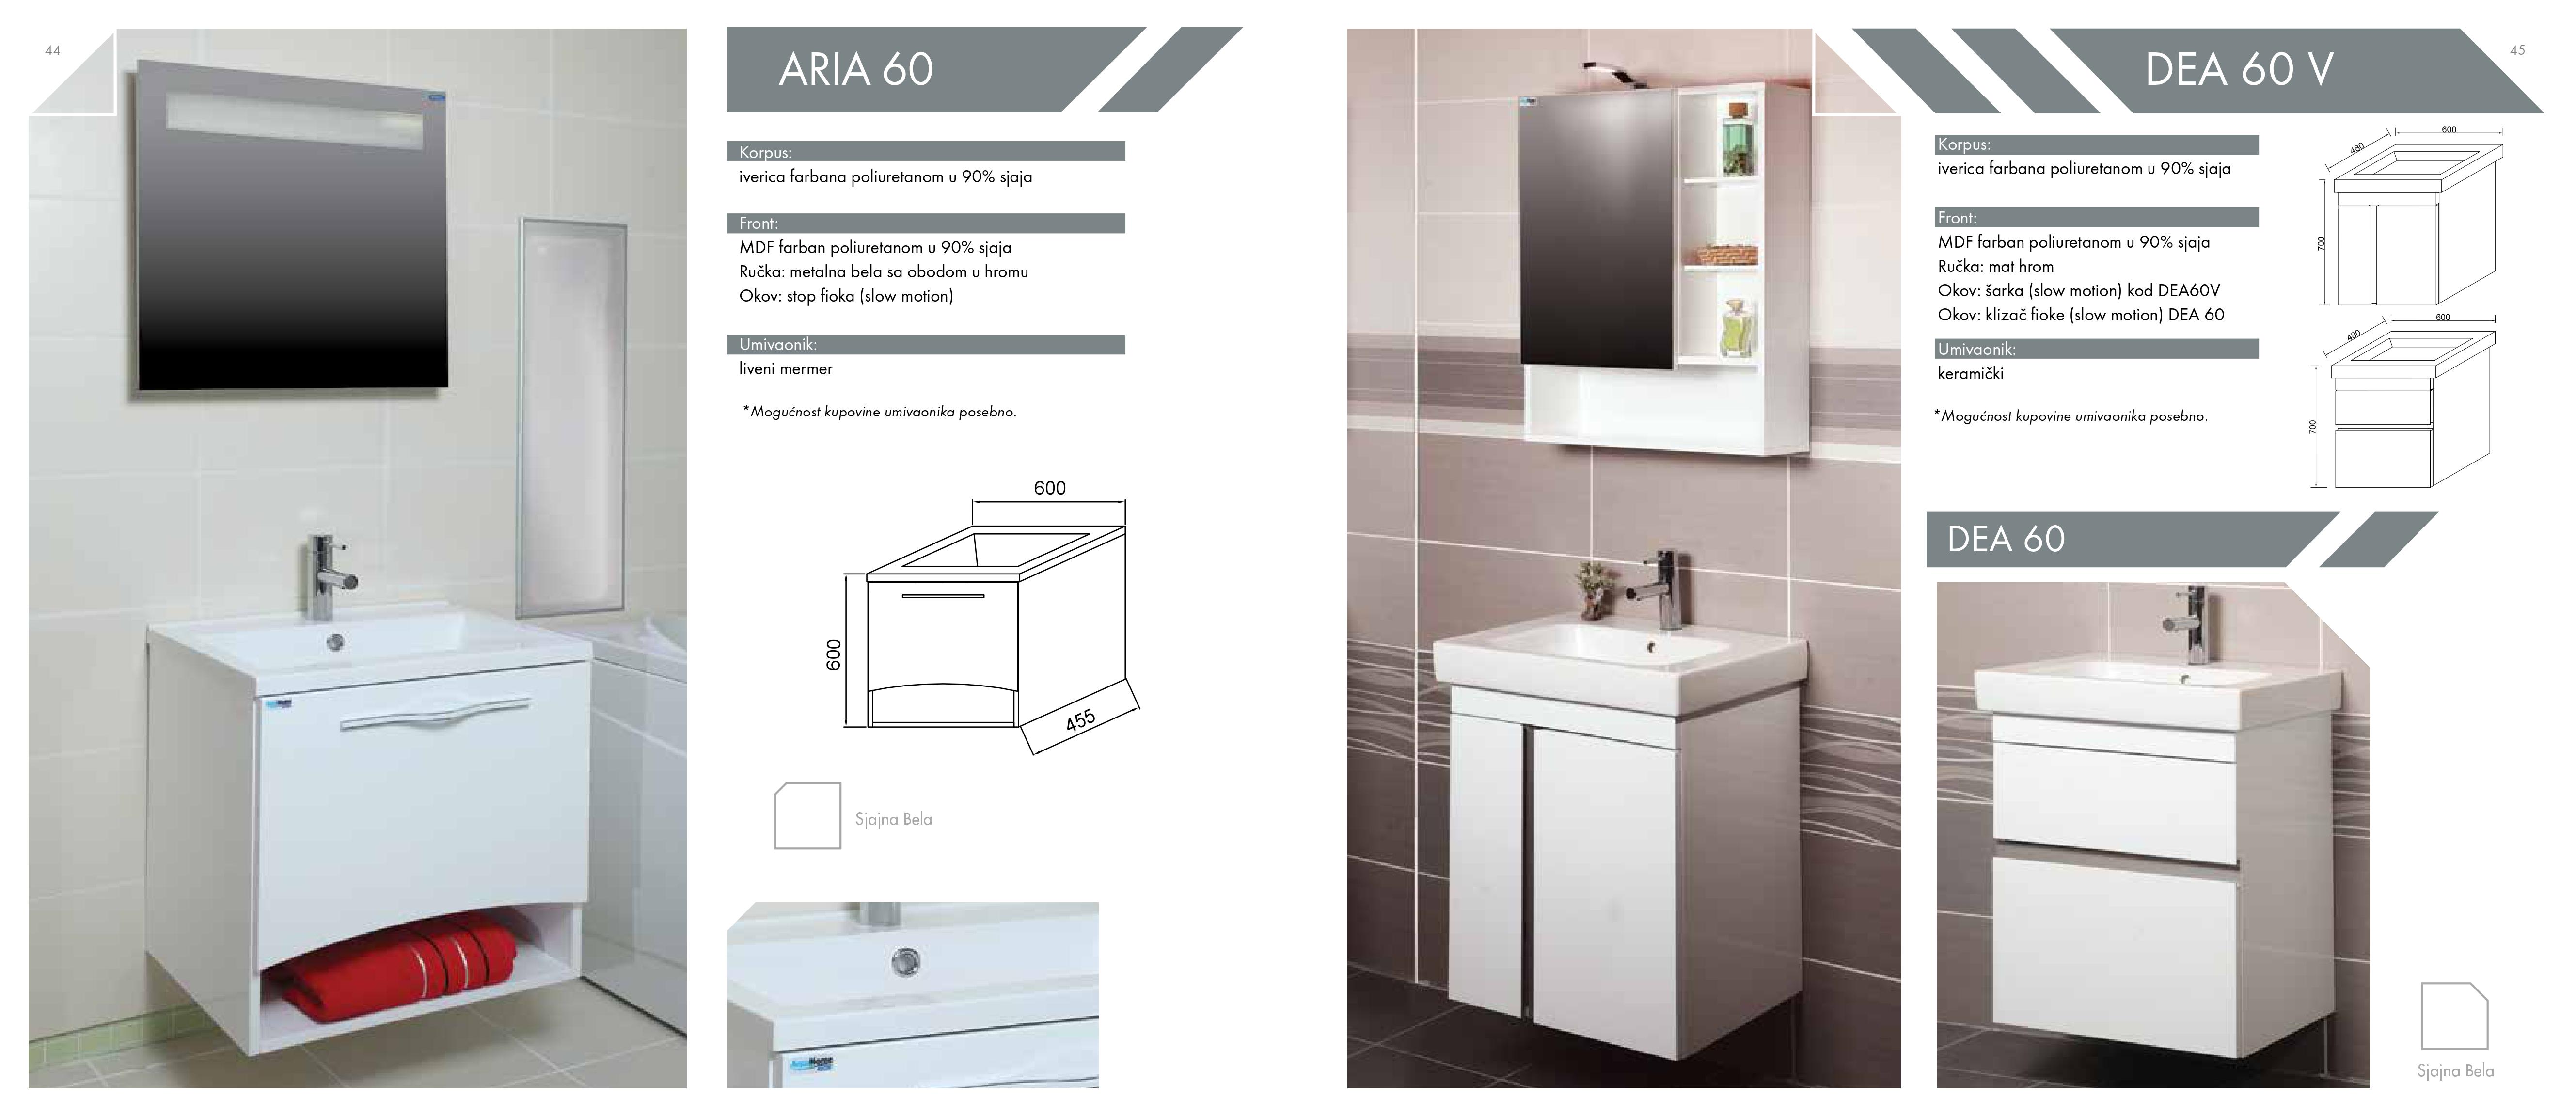 44
ARIA 60
Korpus:
iverica farbana poliuretanom u 90% sjaja
Front:
MDF farban poliuretanom u 90% sjaja
Ručka: metalna bela sa obodom u hromu
Okov: stop fioka (slow motion)
Umivaonik:
liveni mermer
*Mogućnost kupovine umivaonika posebno.
600
600
455
Sjajna Bela
AquaHome
DEA 60 V
45
Korpus:
iverica farbana poliuretanom u 90% sjaja
Front:
MDF farban poliuretanom u 90% sjaja
Ručka: mat hrom
Okov: šarka (slow motion) kod DEA60V
Okov: klizač fioke (slow motion) DEA 60
Umivaonik:
keramički
*Mogućnost kupovine umivaonika posebno.
480
600
700
480
600
700
DEA 60
Sjajna Bela